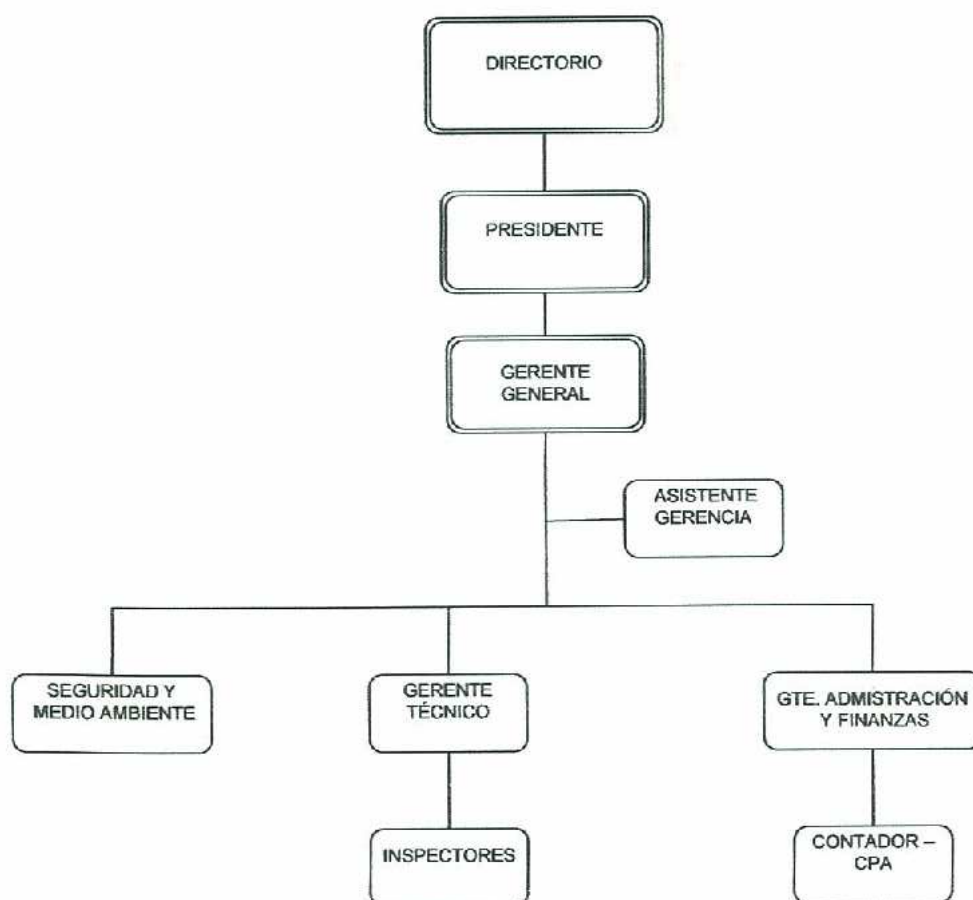 DIRECTORIO
PRESIDENTE
GERENTE
GENERAL
ASISTENTE
GERENCIA
SEGURIDAD Y
MEDIO AMBIENTE
GERENTE
TÉCNICO
GTE. ADMISTRACIÓN
Y FINANZAS
INSPECTORES
CONTADOR –
CPA